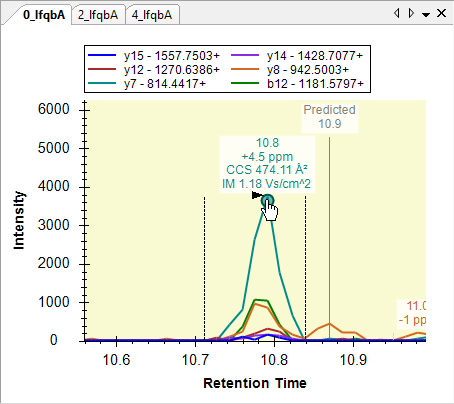 0_lfqbA 2_lfqbA 4_lfqbA
y15 - 1557.7503+ y14 - 1428.7077+
y12 - 1270.6386+ y8 - 942.5003+
y7 - 814.4417+ b12 - 1181.5797+
6000
5000
4000
3000
2000
1000
0
Intensity
Predicted
10.9
10.8
+4.5 ppm
CCS 474.11 Å²
IM 1.18 Vs/cm^2
11.0
-1 pp
10.6 10.7 10.8 10.9
Retention Time